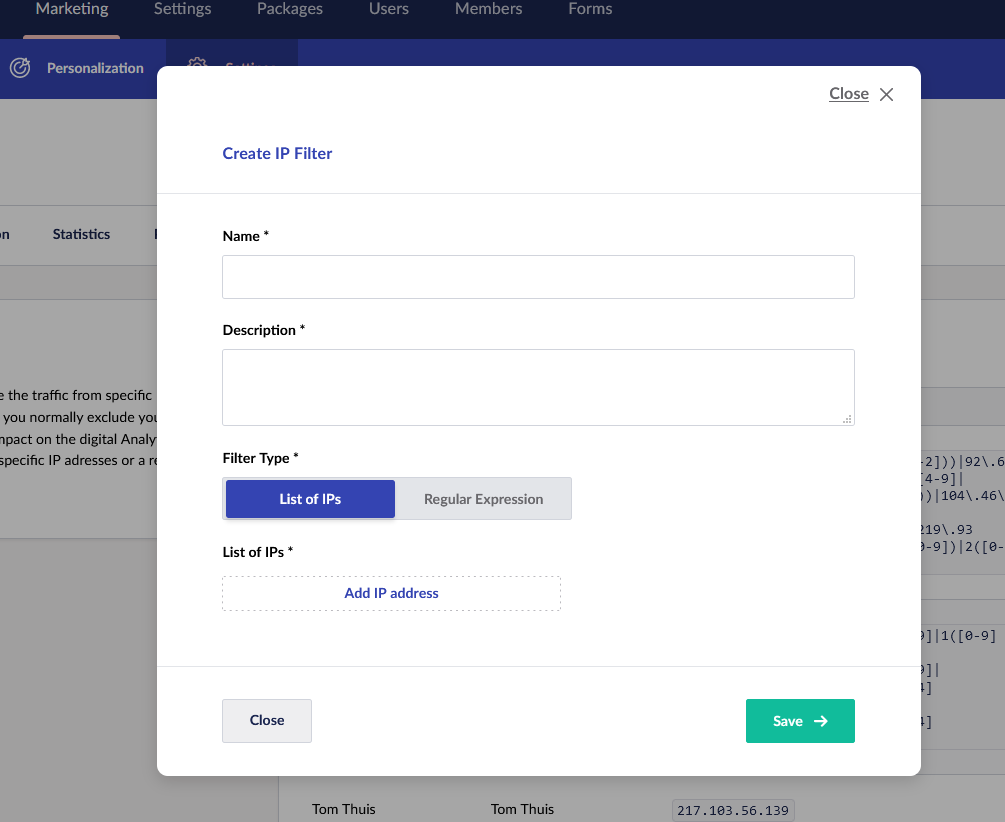 Marketing Settings Packages Users Members Forms
Personalization
Close
Create IP Filter
on Statistics
Name *
Description *
e the traffic from specific
you normally exclude you
mpact on the digital Analy
specific IP adresses or a re
Filter Type *
List of IPs Regular Expression
List of IPs *
Add IP address
-2]))|92\.6
[4-9]|
))|104\.46\
219\.93
0-9])|2([0-
9]|1([0-9]
9]|
4]
4]
Close Save
Tom Thuis Tom Thuis 217.103.56.139